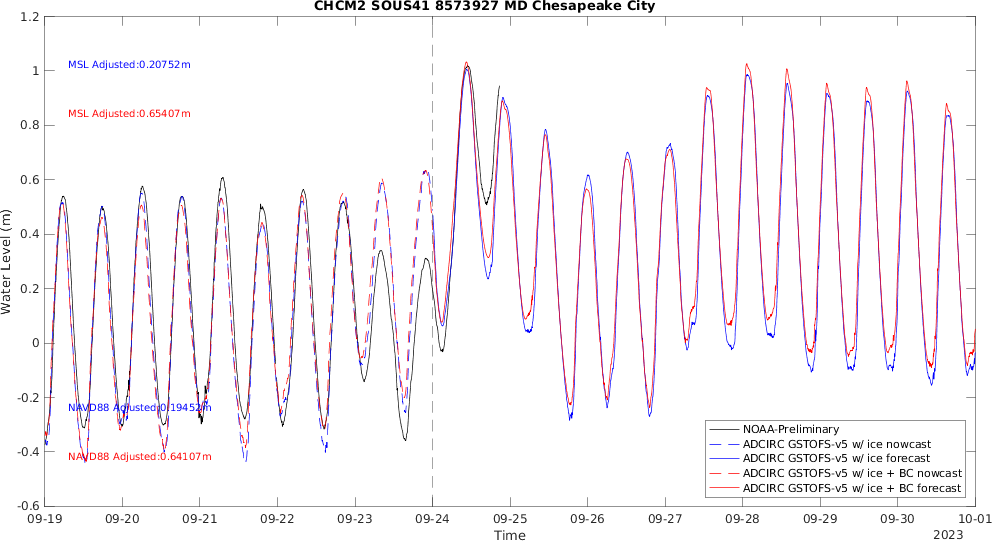 CHCM2 SOUS41 8573927 MD Chesapeake City
1.2
1
0.8
0.6
0.4
0.2
0
-0.2
-0.4
-0.6
Water Level (m)
MSL Adjusted:0.20752m
MSL Adjusted:0.65407m
NAVD88 Adjusted:0.19452m
NAVD88 Adjusted:0.64107m
NOAA-Preliminary
ADCIRC GSTOFS-v5 w/ ice nowcast
ADCIRC GSTOFS-v5 w/ ice forecast
ADCIRC GSTOFS-v5 w/ ice + BC nowcast
ADCIRC GSTOFS-v5 w/ ice + BC forecast
09-19 09-20 09-21 09-22 09-23 09-24 09-25 09-26 09-27 09-28 09-29 09-30 10-01
Time
2023